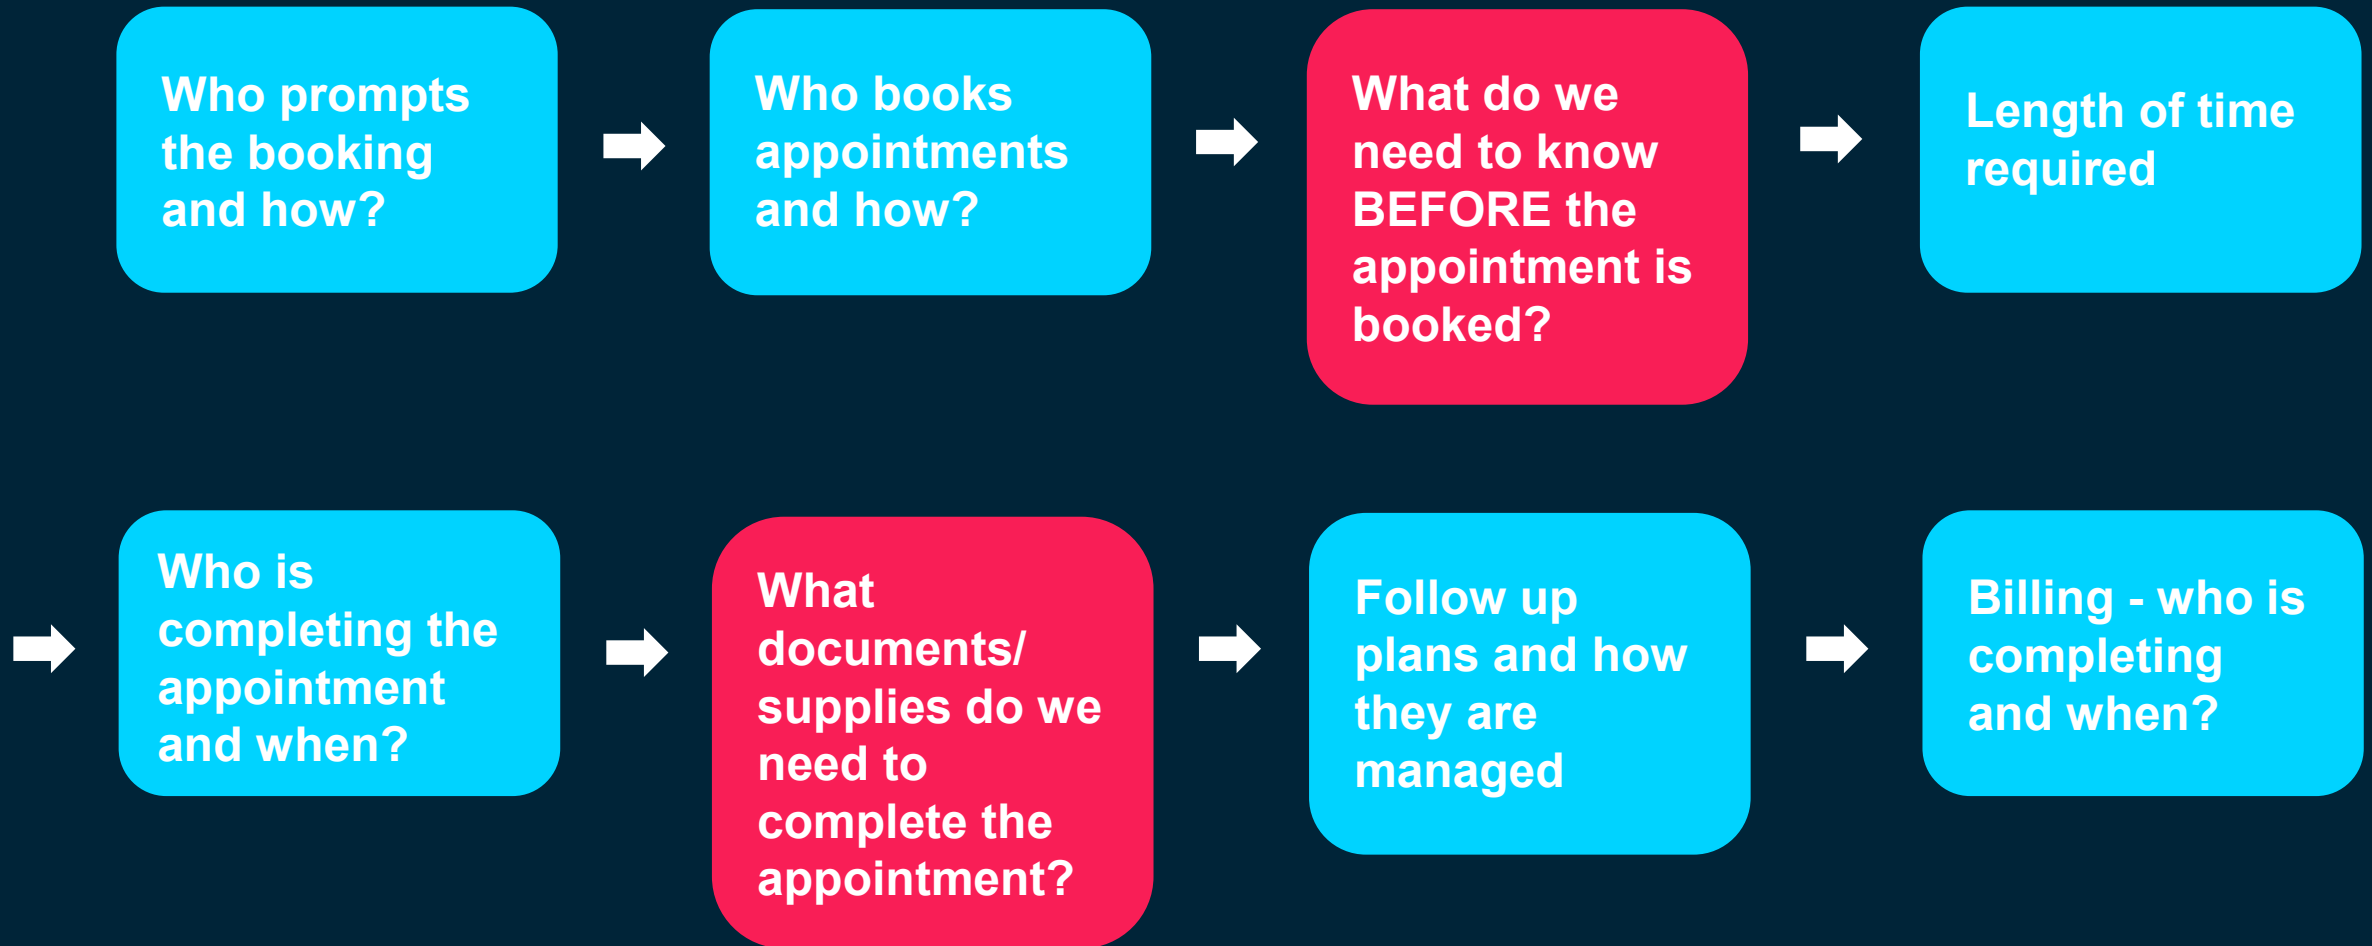 Who prompts
the booking
and how?
Who books
appointments
and how?
What do we
need to know
BEFORE the
appointment is
booked?
Length of time
required
Who is
completing the
appointment
and when?
What
documents/
supplies do we
need to
complete the
appointment?
Follow up
plans and how
they are
managed
Billing - who is
completing
and when?